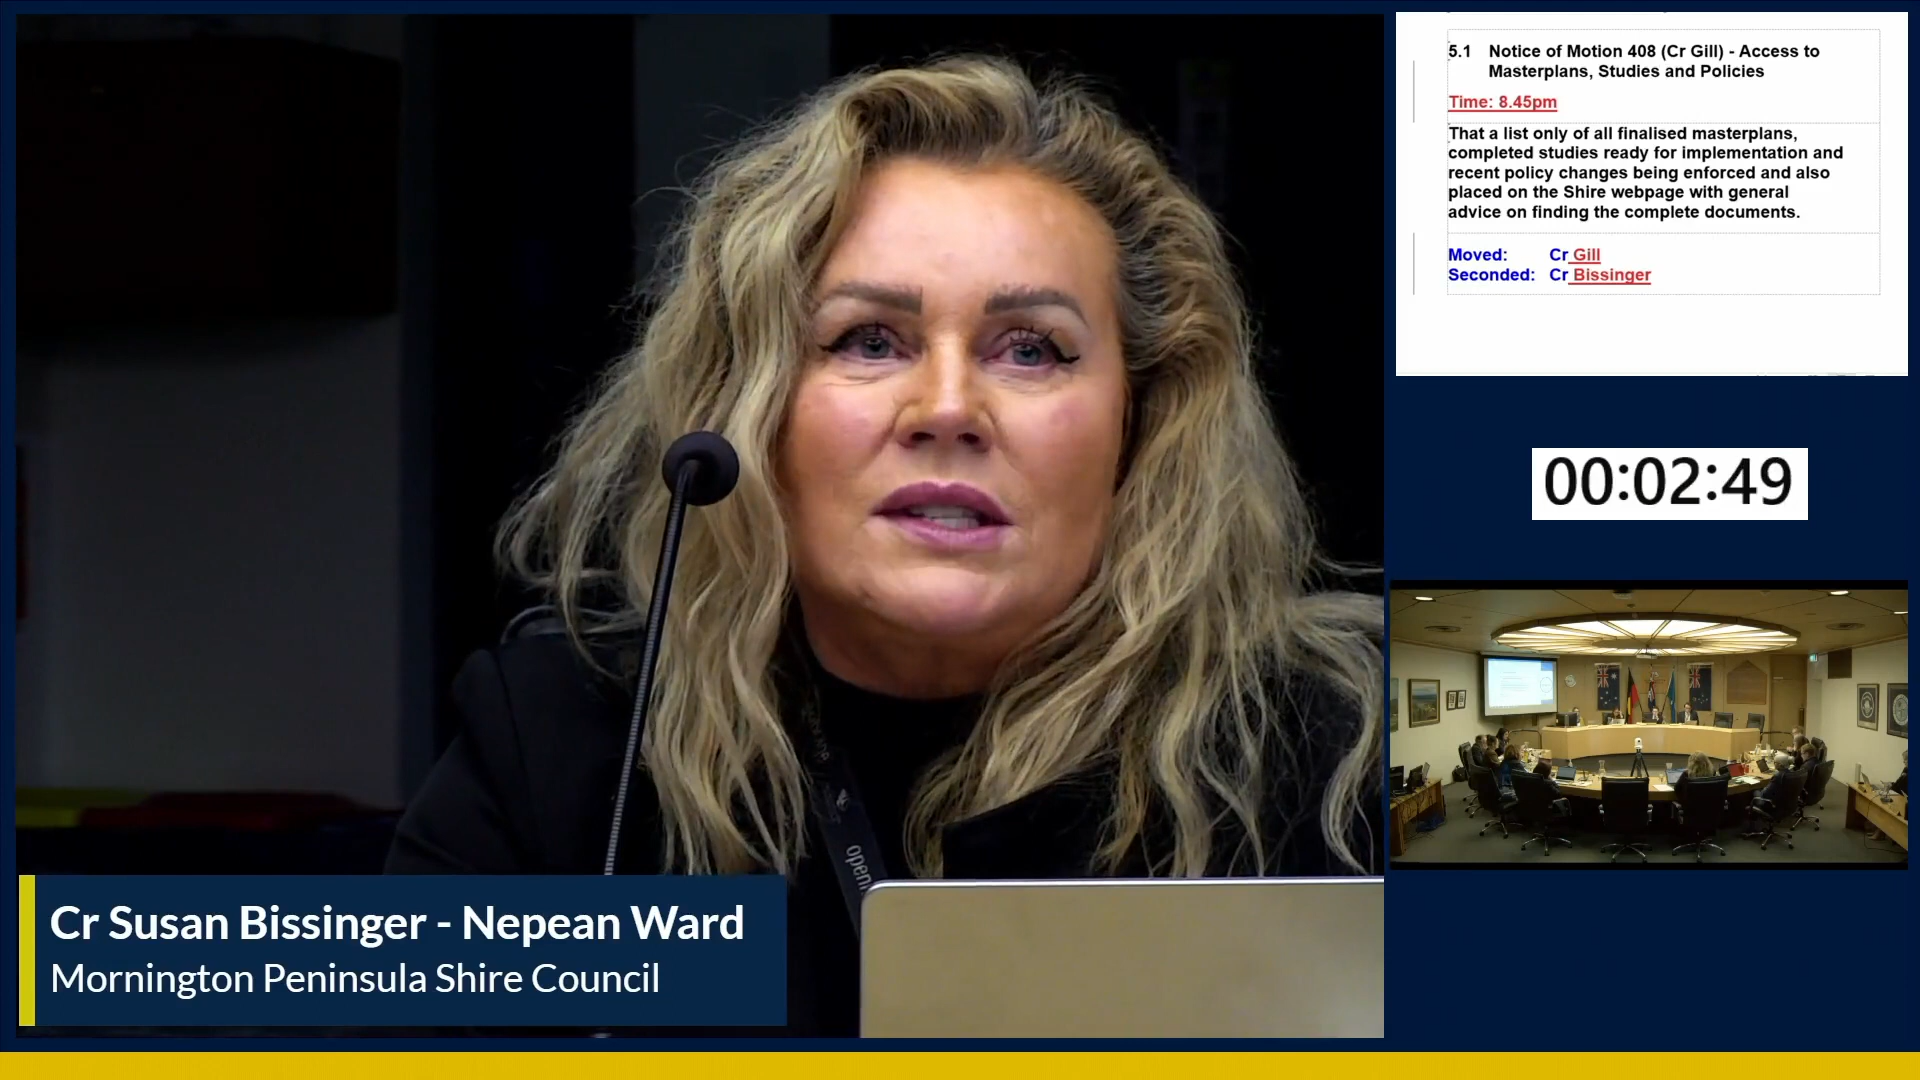 5.1 Notice of Motion 408 (Cr Gill) - Access to
Masterplans, Studies and Policies
Time: 8.45pm
That a list only of all finalised masterplans,
completed studies ready for implementation and
recent policy changes being enforced and also
placed on the Shire webpage with general
advice on finding the complete documents.
Moved: Cr Gill
Seconded: Cr Bissinger
00:02:49
Cr Susan Bissinger - Nepean Ward
Mornington Peninsula Shire Council